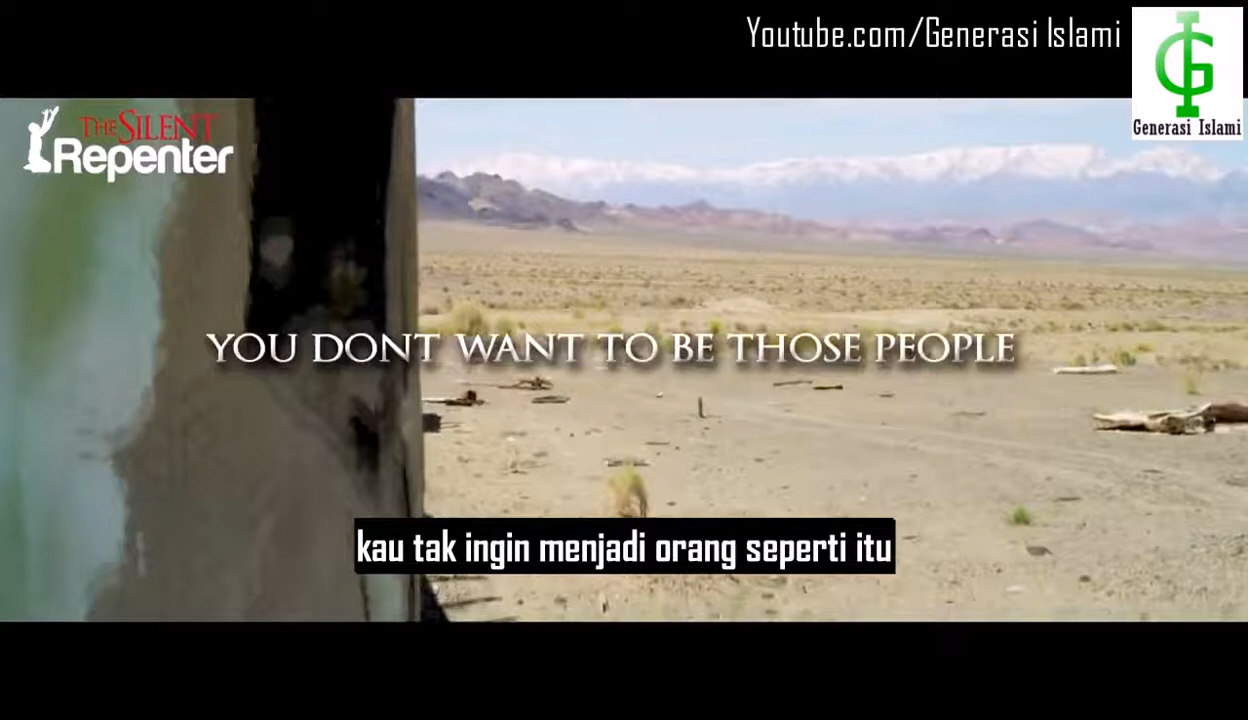 Youtube.com/Generasi Islami
IG
Generasi Islami
THE SILENT
Repenter
YOU DONT WANT TO BE THOSE PEOPLE
kau tak ingin menjadi orang seperti itu